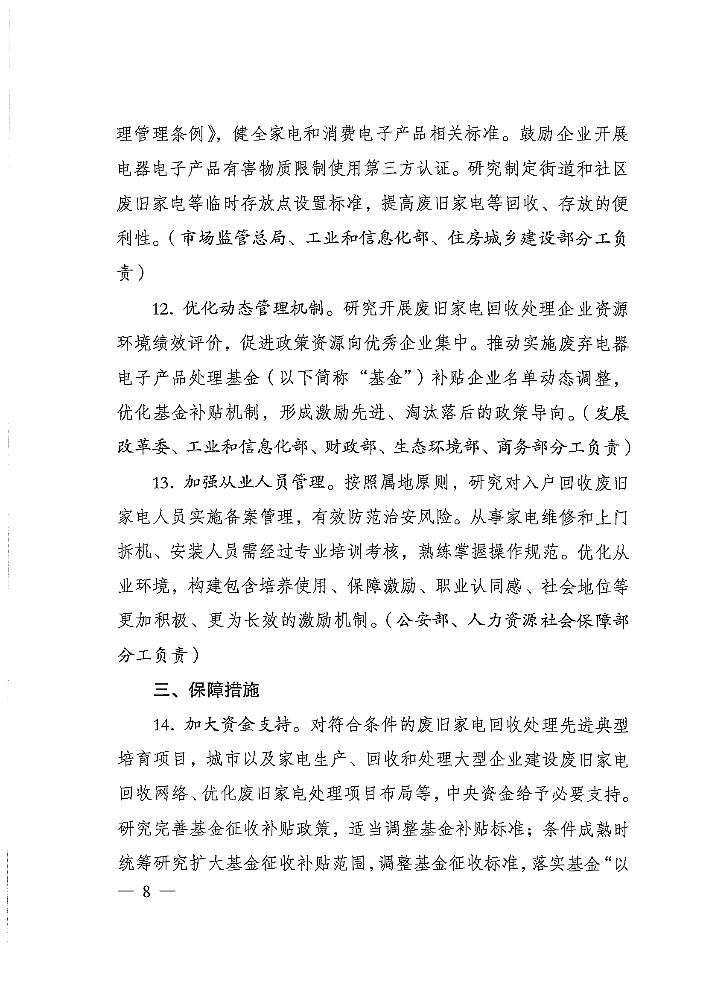 理管理条例》，健全家电和消费电子产品相关标准。鼓励企业开展
电器电子产品有害物质限制使用第三方认证。研究制定街道和社区
废旧家电等临时存放点设置标准，提高废旧家电等回收、存放的便
利性。（市场监管总局、工业和信息化部、住房城乡建设部分工负
责）
12. 优化动态管理机制。研究开展废旧家电回收处理企业资源
环境绩效评价，促进政策资源向优秀企业集中。推动实施废弃电器
电子产品处理基金（以下简称“基金”）补贴企业名单动态调整，
优化基金补贴机制，形成激励先进、淘汰落后的政策导向。（发展
改革委、工业和信息化部、财政部、生态环境部、商务部分工负责）
13. 加强从业人员管理。按照属地原则，研究对入户回收废旧
家电人员实施备案管理，有效防范治安风险。从事家电维修和上门
拆机、安装人员需经过专业培训考核，熟练掌握操作规范。优化从
业环境，构建包含培养使用、保障激励、职业认同感、社会地位等
更加积极、更为长效的激励机制。（公安部、人力资源社会保障部
分工负责）
三、保障措施
14. 加大资金支持。对符合条件的废旧家电回收处理先进典型
培育项目，城市以及家电生产、回收和处理大型企业建设废旧家电
回收网络、优化废旧家电处理项目布局等，中央资金给予必要支持。
研究完善基金征收补贴政策，适当调整基金补贴标准；条件成熟时
统筹研究扩大基金征收补贴范围，调整基金征收标准，落实基金“以
— 8 —